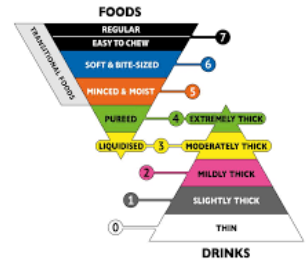 FOODS
REGULAR
EASY TO CHEW
7
TRANSITIONAL FOODS
SOFT & BITE-SIZED
6
MINCED & MOIST
5
PUREED
4
EXTREMELY THICK
LIQUIDISED
3
MODERATELY THICK
2
MILDLY THICK
1
SLIGHTLY THICK
0
THIN
DRINKS